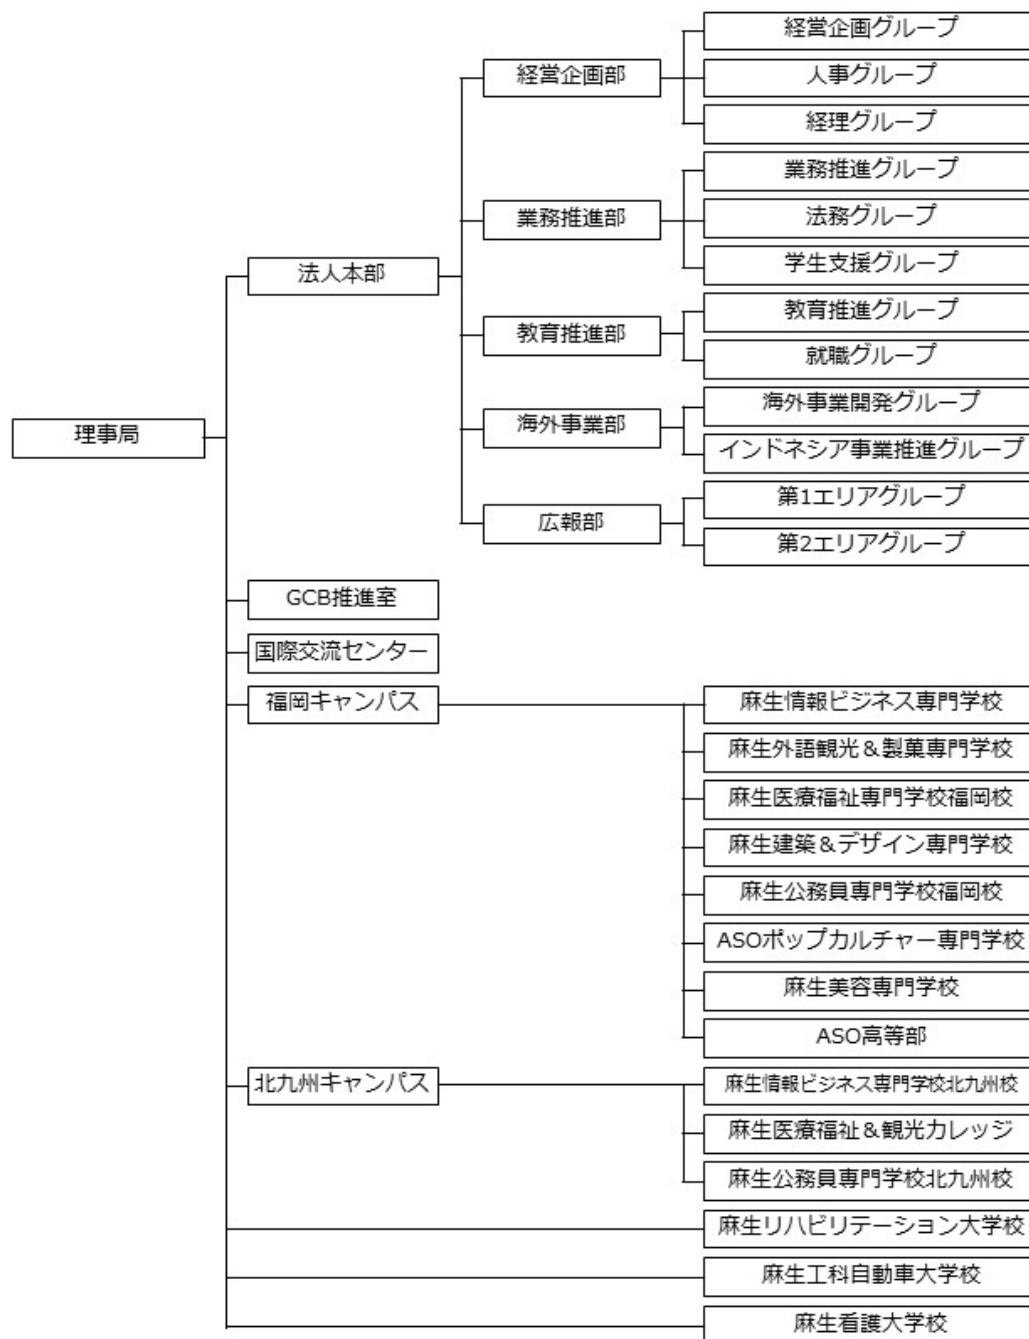 理事局
法人本部
経営企画部
経営企画グループ
人事グループ
経理グループ
業務推進部
業務推進グループ
法務グループ
学生支援グループ
教育推進部
教育推進グループ
就職グループ
海外事業部
海外事業開発グループ
インドネシア事業推進グループ
広報部
第1エリアグループ
第2エリアグループ
GCB推進室
国際交流センター
福岡キャンパス
麻生情報ビジネス専門学校
麻生外語観光&製菓専門学校
麻生医療福祉専門学校福岡校
麻生建築&デザイン専門学校
麻生公務員専門学校福岡校
ASOポップカルチャー専門学校
麻生美容専門学校
ASO高等部
北九州キャンパス
麻生情報ビジネス専門学校北九州校
麻生医療福祉&観光カレッジ
麻生公務員専門学校北九州校
麻生リハビリテーション大学校
麻生工科自動車大学校
麻生看護大学校